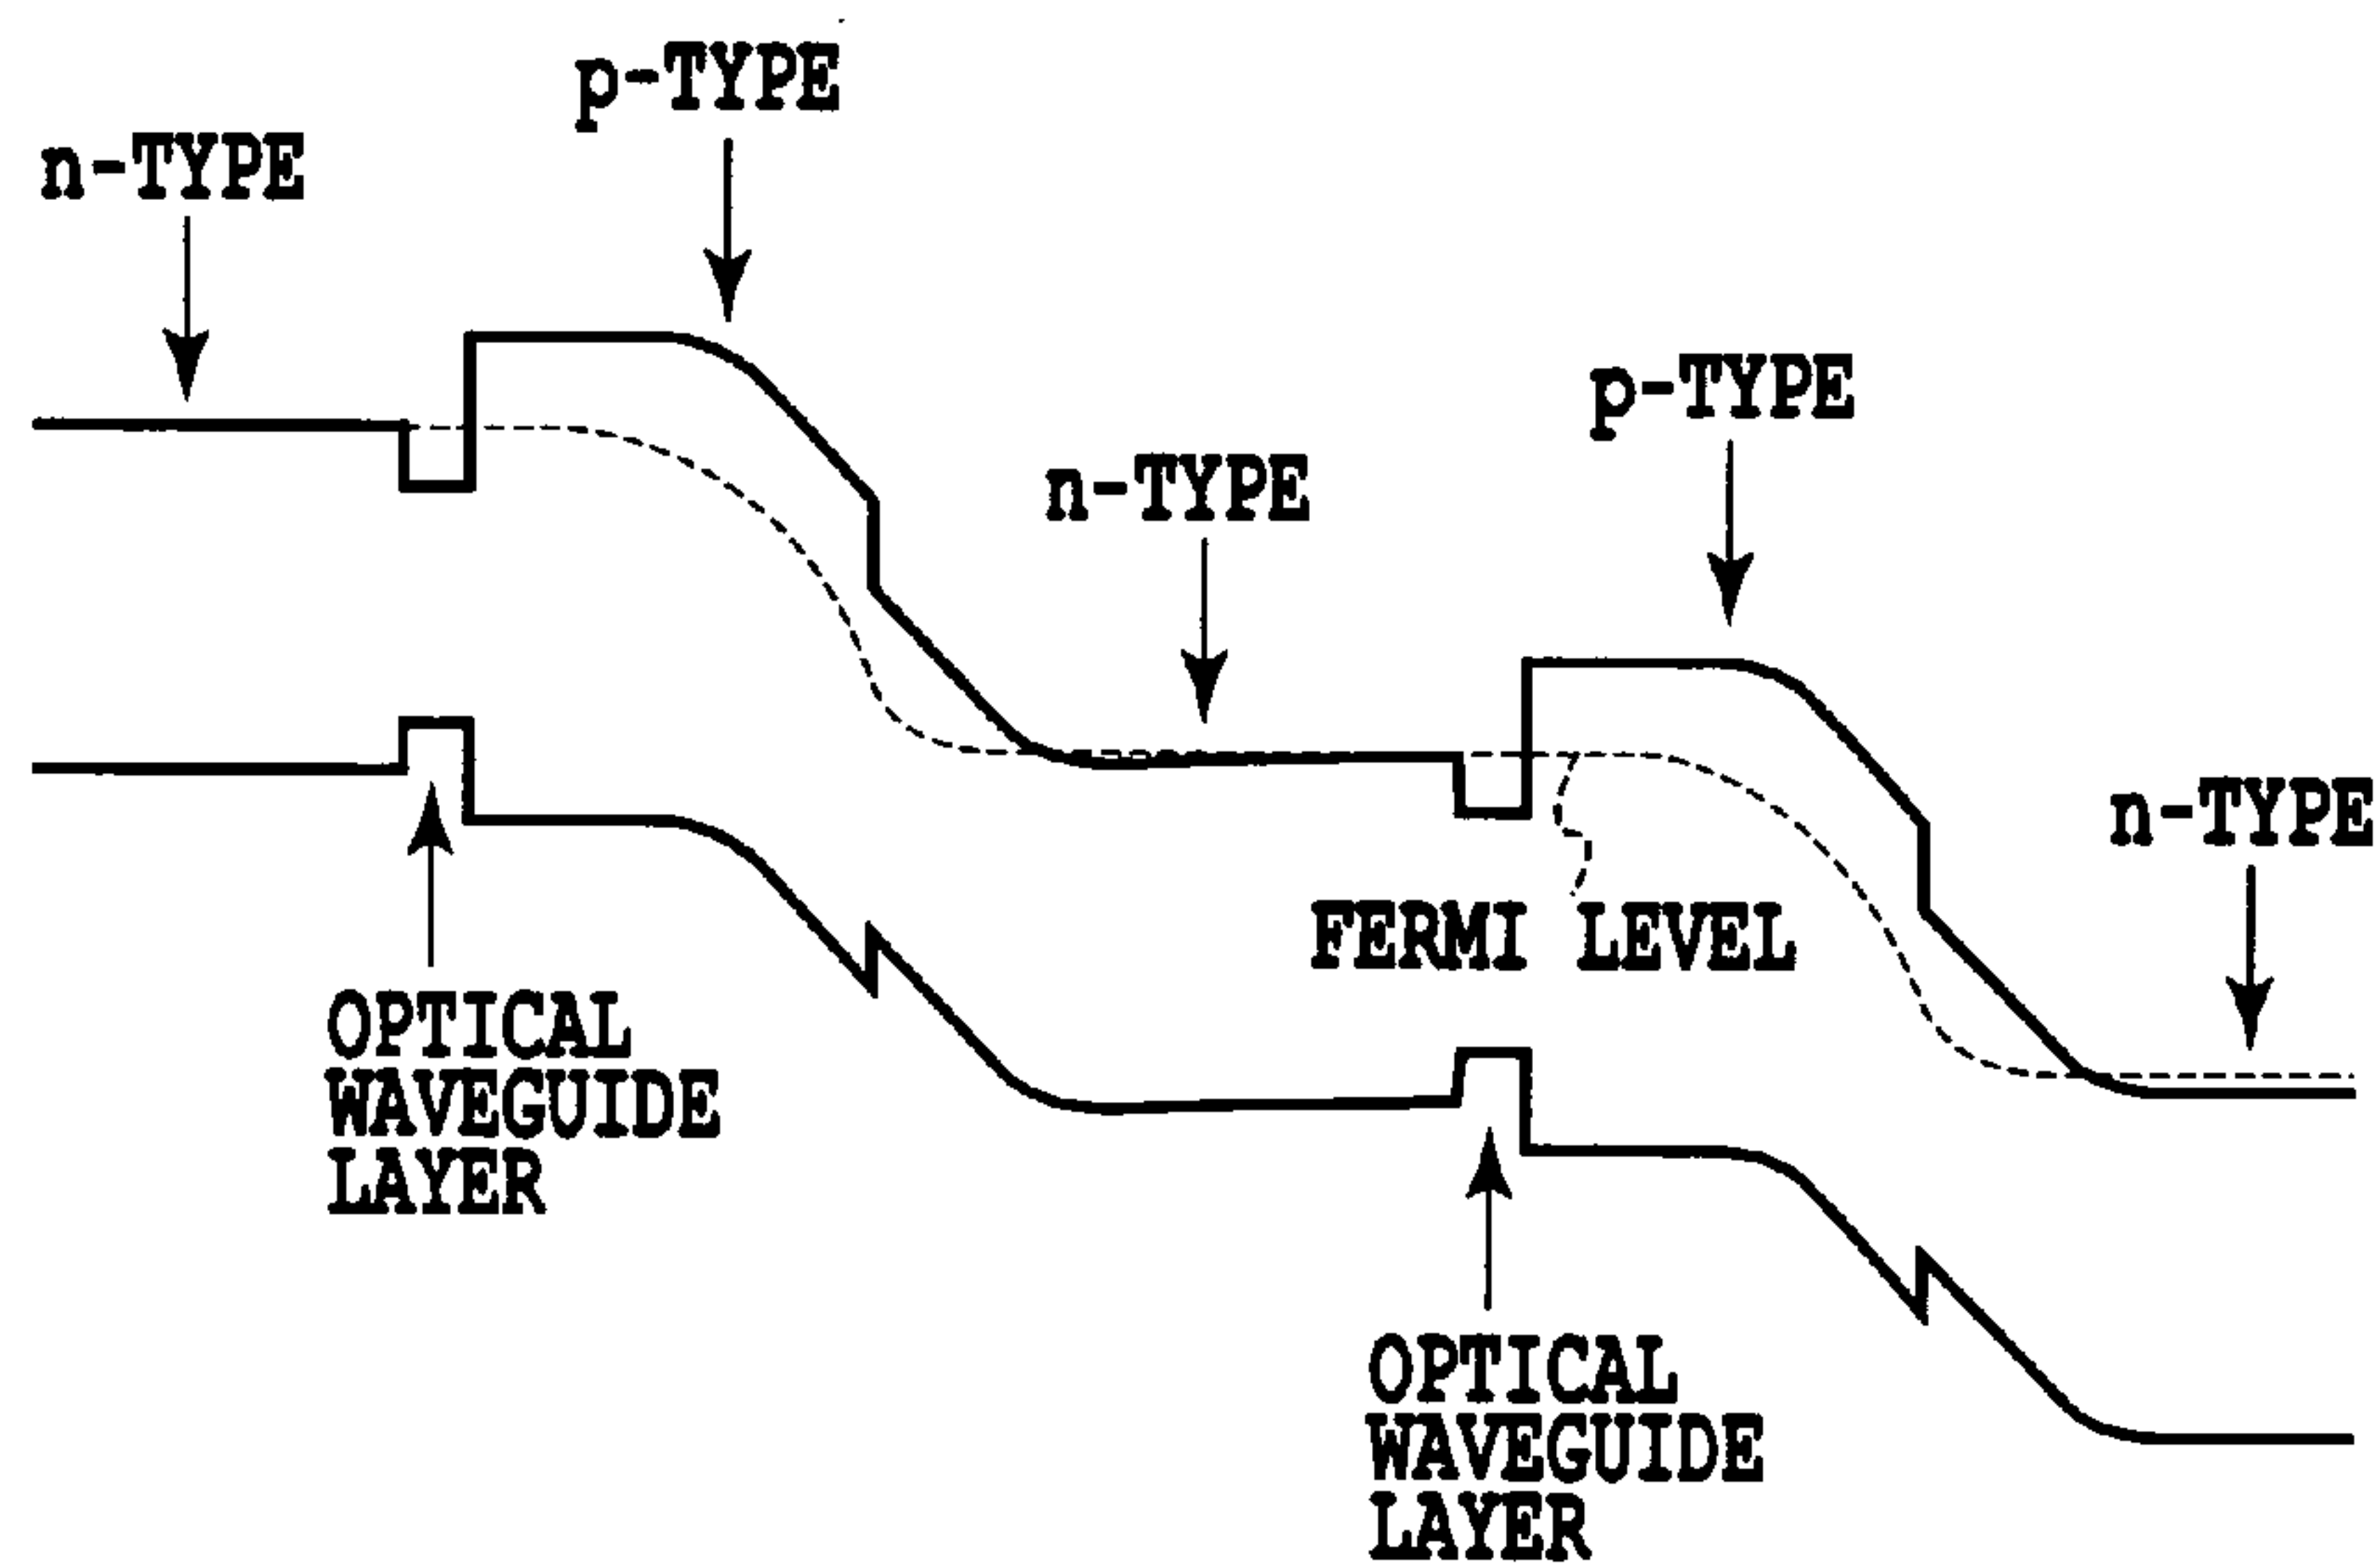 p-TYPE
n-TYPE
p-TYPE
n-TYPE
n-TYPE
FERMI LEVEL
OPTICAL
WAVEGUIDE
LAYER
OPTICAL
WAVEGUIDE
LAYER